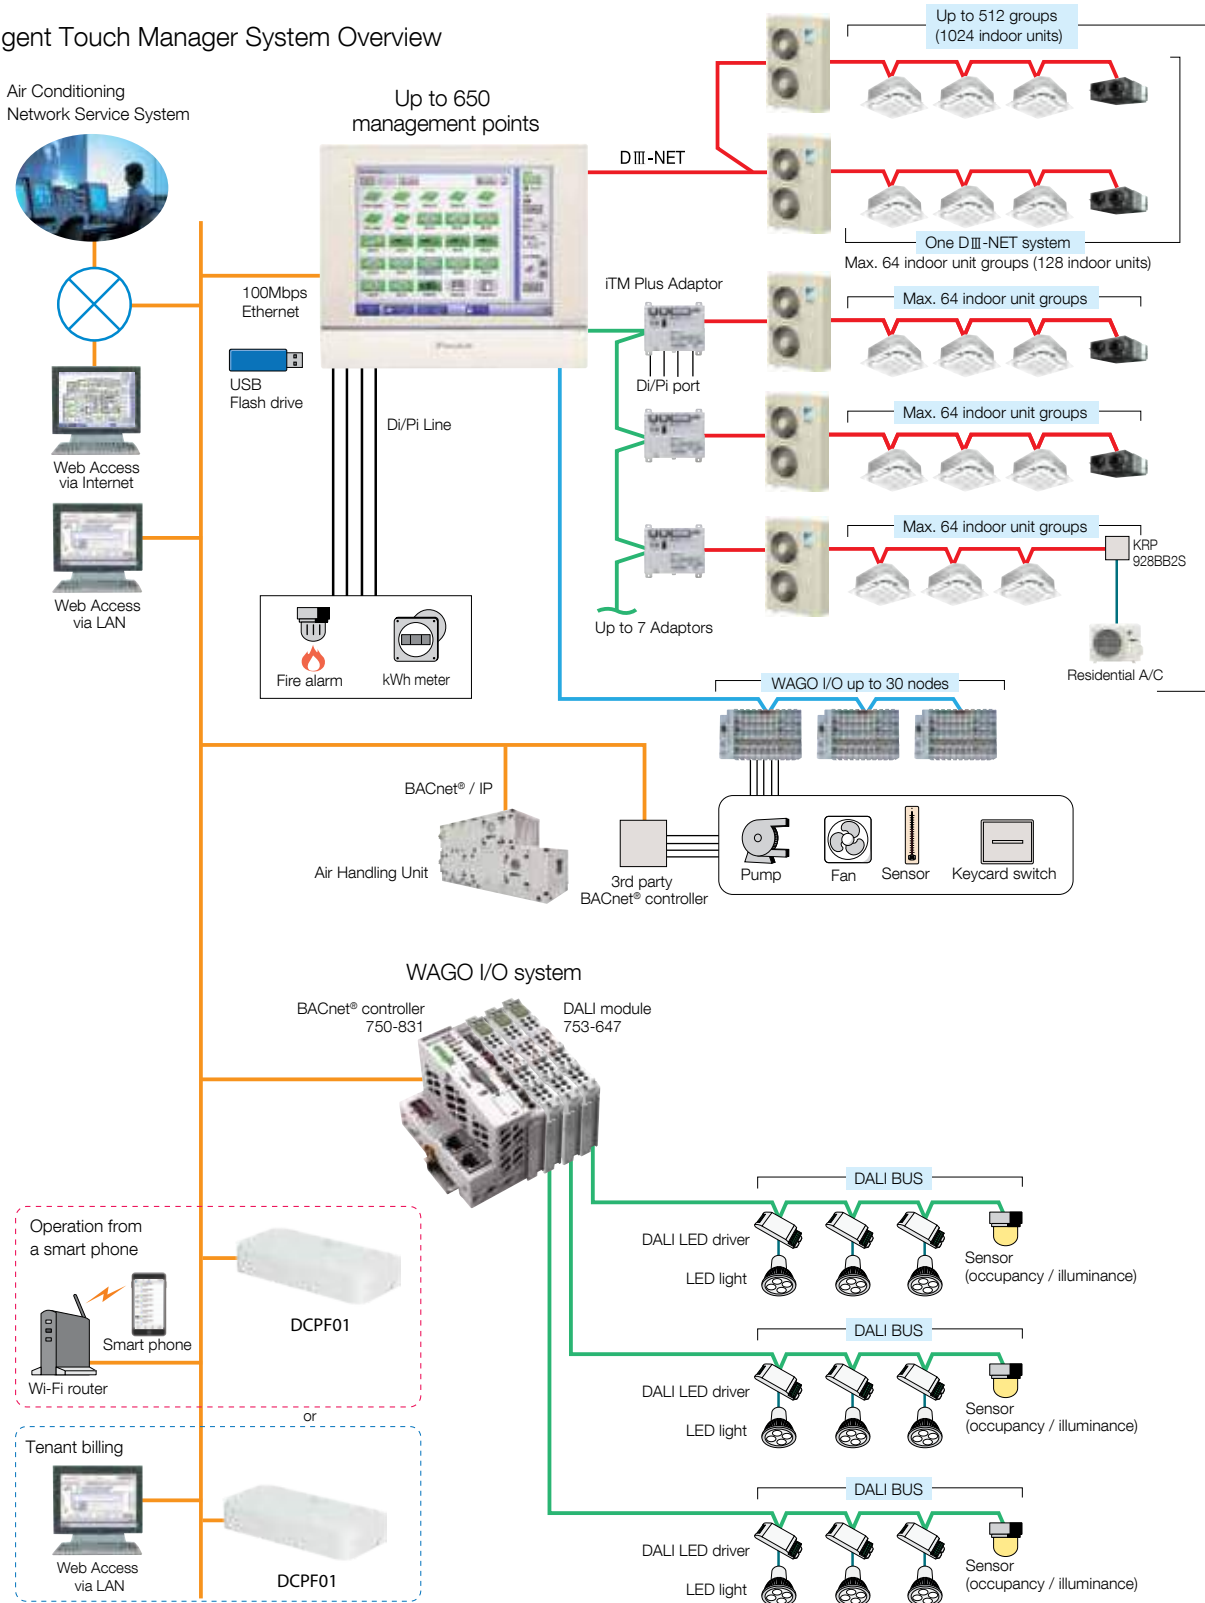 gent Touch Manager System Overview
Up to 512 groups
(1024 indoor units)
Air Conditioning
Network Service System
Up to 650
management points
DⅢ-NET
One DⅢ-NET system
Max. 64 indoor unit groups (128 indoor units)
100Mbps
Ethernet
iTM Plus Adaptor
Max. 64 indoor unit groups
USB
Flash drive
Di/Pi port
Di/Pi Line
Max. 64 indoor unit groups
Web Access
via Internet
Max. 64 indoor unit groups
KRP
928BB2S
Web Access
via LAN
Up to 7 Adaptors
Fire alarm
kWh meter
Residential A/C
WAGO I/O up to 30 nodes
BACnet® / IP
Air Handling Unit
3rd party
BACnet® controller
Pump
Fan
Sensor
Keycard switch
WAGO I/O system
BACnet® controller
750-831
DALI module
753-647
DALI BUS
Operation from
a smart phone
DALI LED driver
LED light
Sensor
(occupancy / illuminance)
Smart phone
DCPF01
Wi-Fi router
DALI BUS
DALI LED driver
LED light
Sensor
(occupancy / illuminance)
or
Tenant billing
Web Access
via LAN
DCPF01
DALI BUS
DALI LED driver
LED light
Sensor
(occupancy / illuminance)